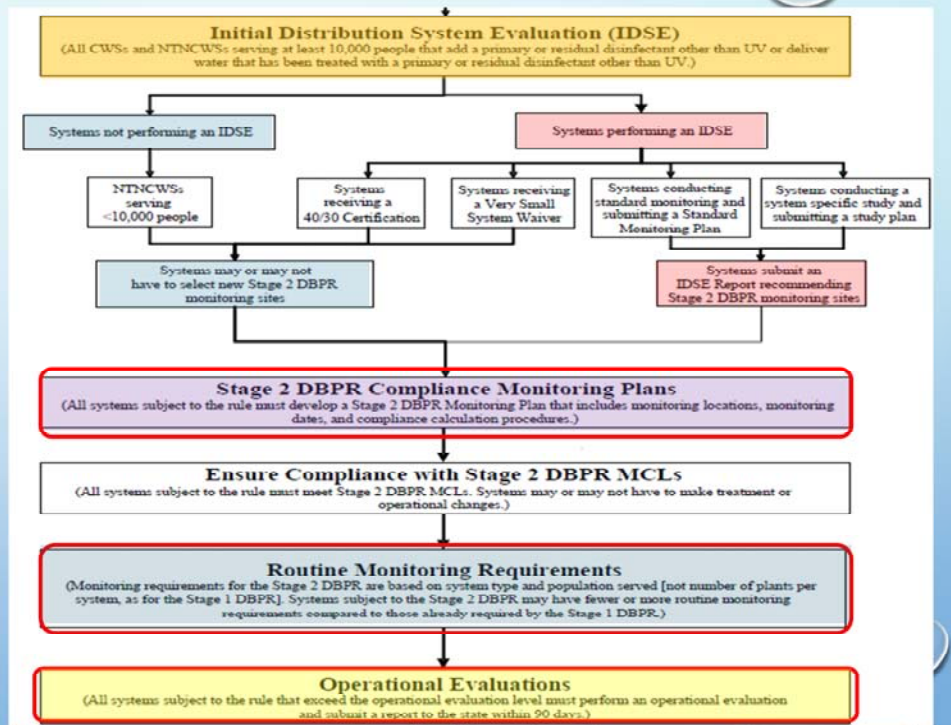 Initial Distribution System Evaluation (IDSE)
(All CWSs and NTNCWSs serving at least 10,000 people that add a primary or residual disinfectant other than UV or deliver
water that has been treated with a primary or residual disinfectant other than UV.)
Systems not performing an IDSE
Systems performing an IDSE
NTNCWSs
serving
<10,000 people
Systems
receiving a
40/30 Certification
Systems receiving
a Very Small
System Waiver
Systems conducting
standard monitoring and
submitting a Standard
Monitoring Plan
Systems conducting a
system specific study and
submitting a study plan
Systems may or may not
have to select new Stage 2 DBPR
monitoring sites
Systems submit an
IDSE Report recommending
Stage 2 DBPR monitoring sites
Stage 2 DBPR Compliance Monitoring Plans
(All systems subject to the rule must develop a Stage 2 DBPR Monitoring Plan that includes monitoring locations, monitoring
dates, and compliance calculation procedures.)
Ensure Compliance with Stage 2 DBPR MCLs
(All systems subject to the rule must meet Stage 2 DBPR MCLs. Systems may or may not have to make treatment or
operational changes.)
Routine Monitoring Requirements
(Monitoring requirements for the Stage 2 DBPR are based on system type and population served [not number of plants per
system, as for the Stage 1 DBPR]. Systems subject to the Stage 2 DBPR may have fewer or more routine monitoring
requirements compared to those already required by the Stage 1 DBPR.)
Operational Evaluations
(All systems subject to the rule that exceed the operational evaluation level must perform an operational evaluation
and submit a report to the state within 90 days.)